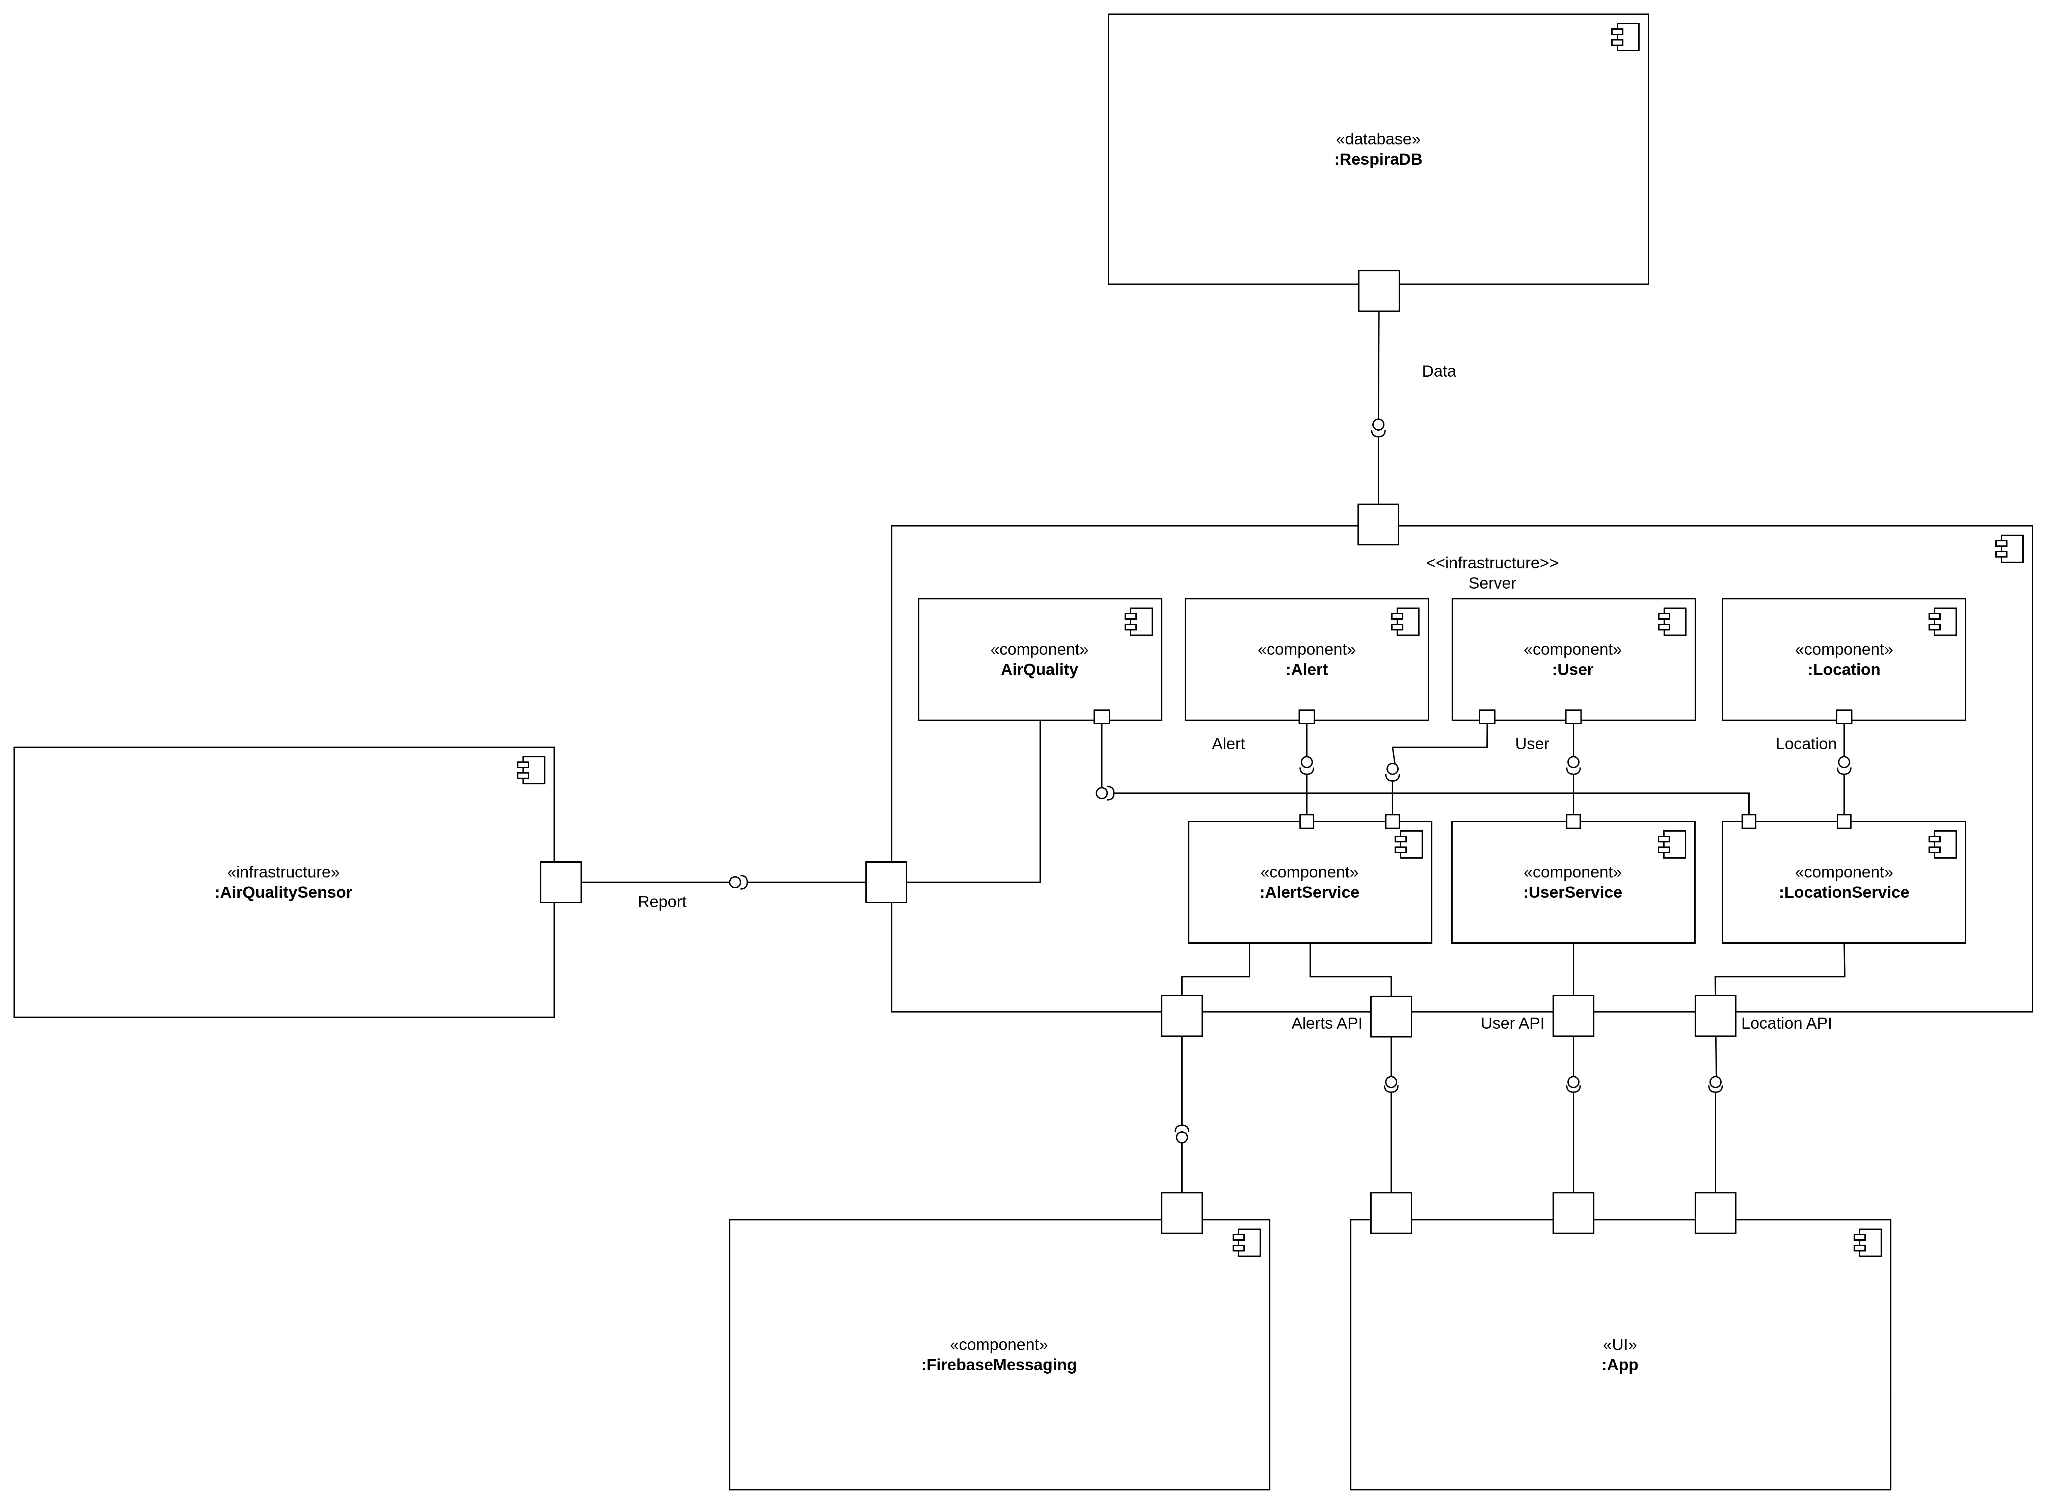 «database»
:RespiraDB
Data
<<infrastructure>>
Server
«component»
AirQuality
«component»
:Alert
«component»
:User
«component»
:Location
Alert
User
Location
«infrastructure»
:AirQualitySensor
Report
«component»
:AlertService
«component»
:UserService
«component»
:LocationService
Alerts API
User API
Location API
«component»
:FirebaseMessaging
«UI»
:App